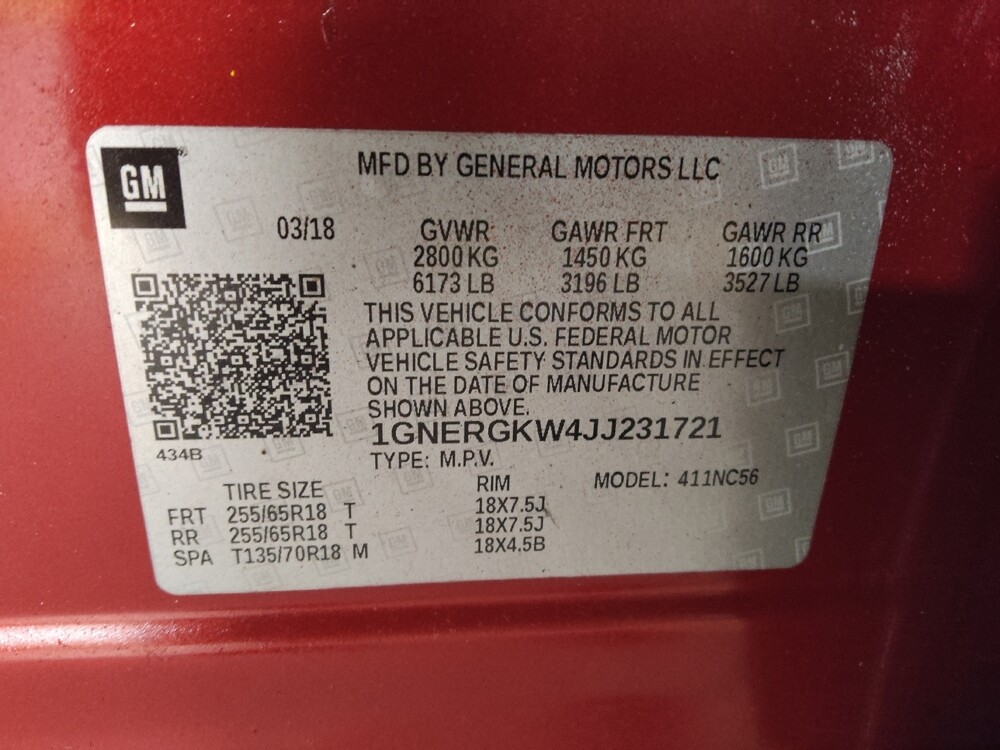 GM
MFD BY GENERAL MOTORS LLC
03/18 GVWR GAWR FRT GAWR RR
2800 KG 1450 KG 1600 KG
6173 LB 3196 LB 3527 LB
THIS VEHICLE CONFORMS TO ALL
APPLICABLE U.S. FEDERAL MOTOR
VEHICLE SAFETY STANDARDS IN EFFECT
ON THE DATE OF MANUFACTURE
SHOWN ABOVE.
1GNERGKW4JJ231721
434B
TYPE: M.P.V.
TIRE SIZE RIM MODEL: 411NC56
FRT 255/65R18 T 18X7.5J
RR 255/65R18 T 18X7.5J
SPA T135/70R18 M 18X4.5B